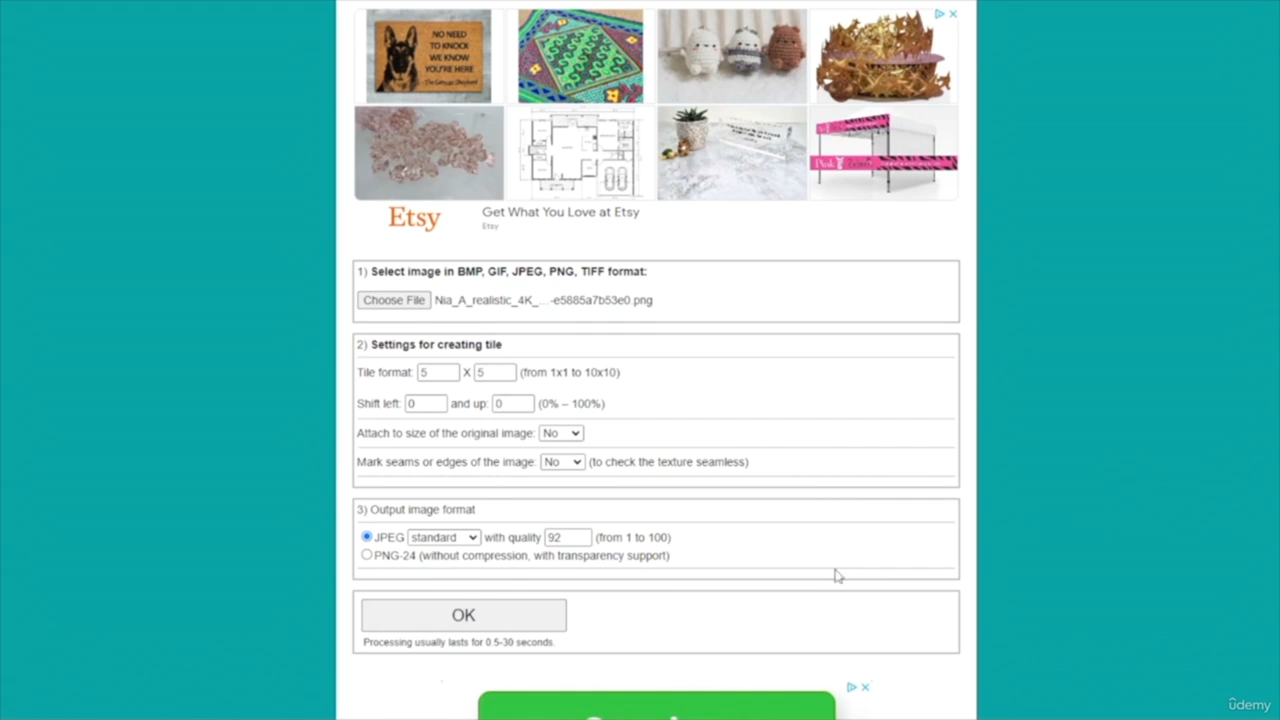 NO NEED
TO KNOCK
WE KNOW
YOU'RE HERE
Pink
Etsy
Get What You Love at Etsy
Etsy
1) Select image in BMP, GIF, JPEG, PNG, TIFF format:
Choose File Nia_A_realistic_4K_...-e5885a7b53e0.png
2) Settings for creating tile
Tile format: 5 X 5 (from 1x1 to 10x10)
Shift left: 0 and up: 0 (0% – 100%)
Attach to size of the original image: No
Mark seams or edges of the image: No (to check the texture seamless)
3) Output image format
JPEG standard with quality 92 (from 1 to 100)
PNG-24 (without compression, with transparency support)
OK
Processing usually lasts for 0.5-30 seconds.
ûdemy